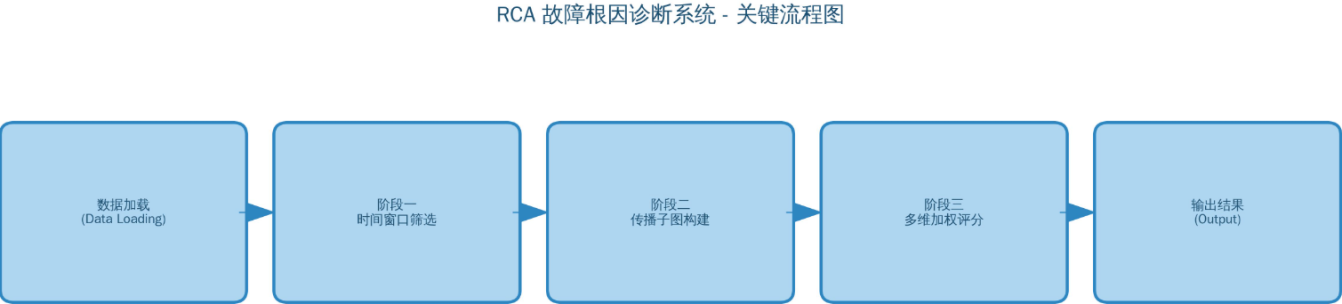 RCA 故障根因诊断系统 - 关键流程图
数据加载
(Data Loading)
阶段一
时间窗口筛选
阶段二
传播子图构建
阶段三
多维加权评分
输出结果
(Output)